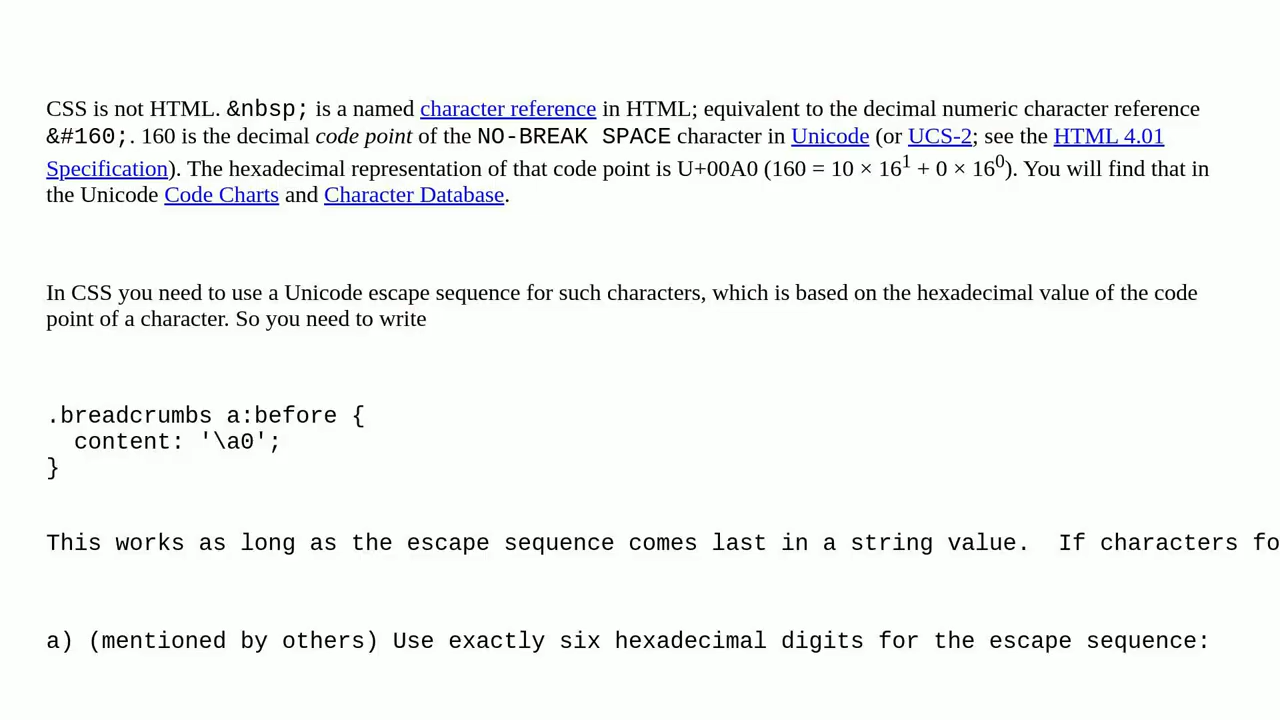 CSS is not HTML. &nbsp; is a named character reference in HTML; equivalent to the decimal numeric character reference
&#160;. 160 is the decimal code point of the NO-BREAK SPACE character in Unicode (or UCS-2; see the HTML 4.01
Specification). The hexadecimal representation of that code point is U+00A0 (160 = 10 × 16¹ + 0 × 16⁰). You will find that in
the Unicode Code Charts and Character Database.
In CSS you need to use a Unicode escape sequence for such characters, which is based on the hexadecimal value of the code
point of a character. So you need to write
.breadcrumbs a:before {
  content: '\a0';
}
This works as long as the escape sequence comes last in a string value.  If characters fo
a) (mentioned by others) Use exactly six hexadecimal digits for the escape sequence: